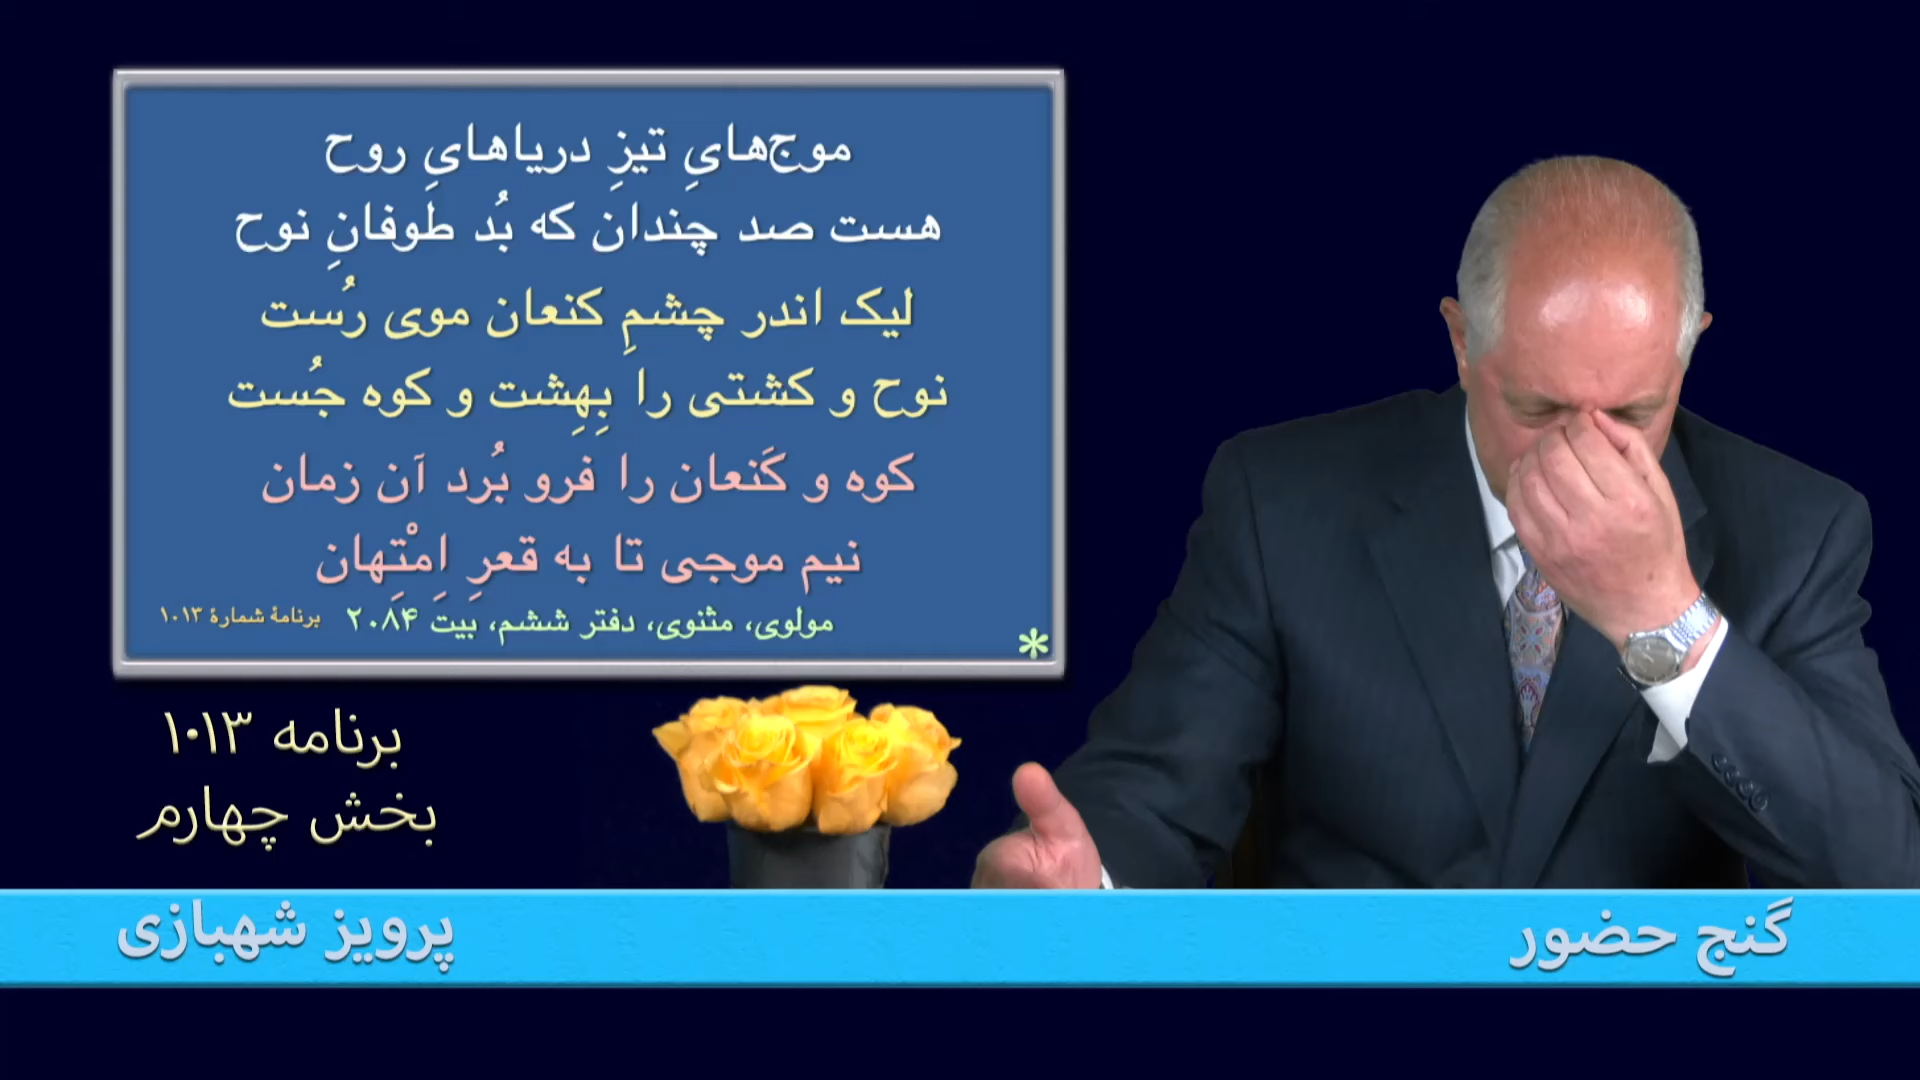 موج‌هایِ تیزِ دریاهایِ روح
هست صد چندان که بُد طوفانِ نوح
لیک اندر چشمِ کنعان موی رُست
نوح و کشتی را بِهِشت و کوه جُست
کوه و کَنعان را فرو بُرد آن زمان
نیم موجی تا به قعرِ اِمْتِهان
مولوی، مثنوی، دفتر ششم، بیت ۲۰۸۴
برنامهٔ شمارهٔ ۱۰۱۳
*
برنامه ۱۰۱۳
بخش چهارم
گنج حضور
پرویز شهبازی